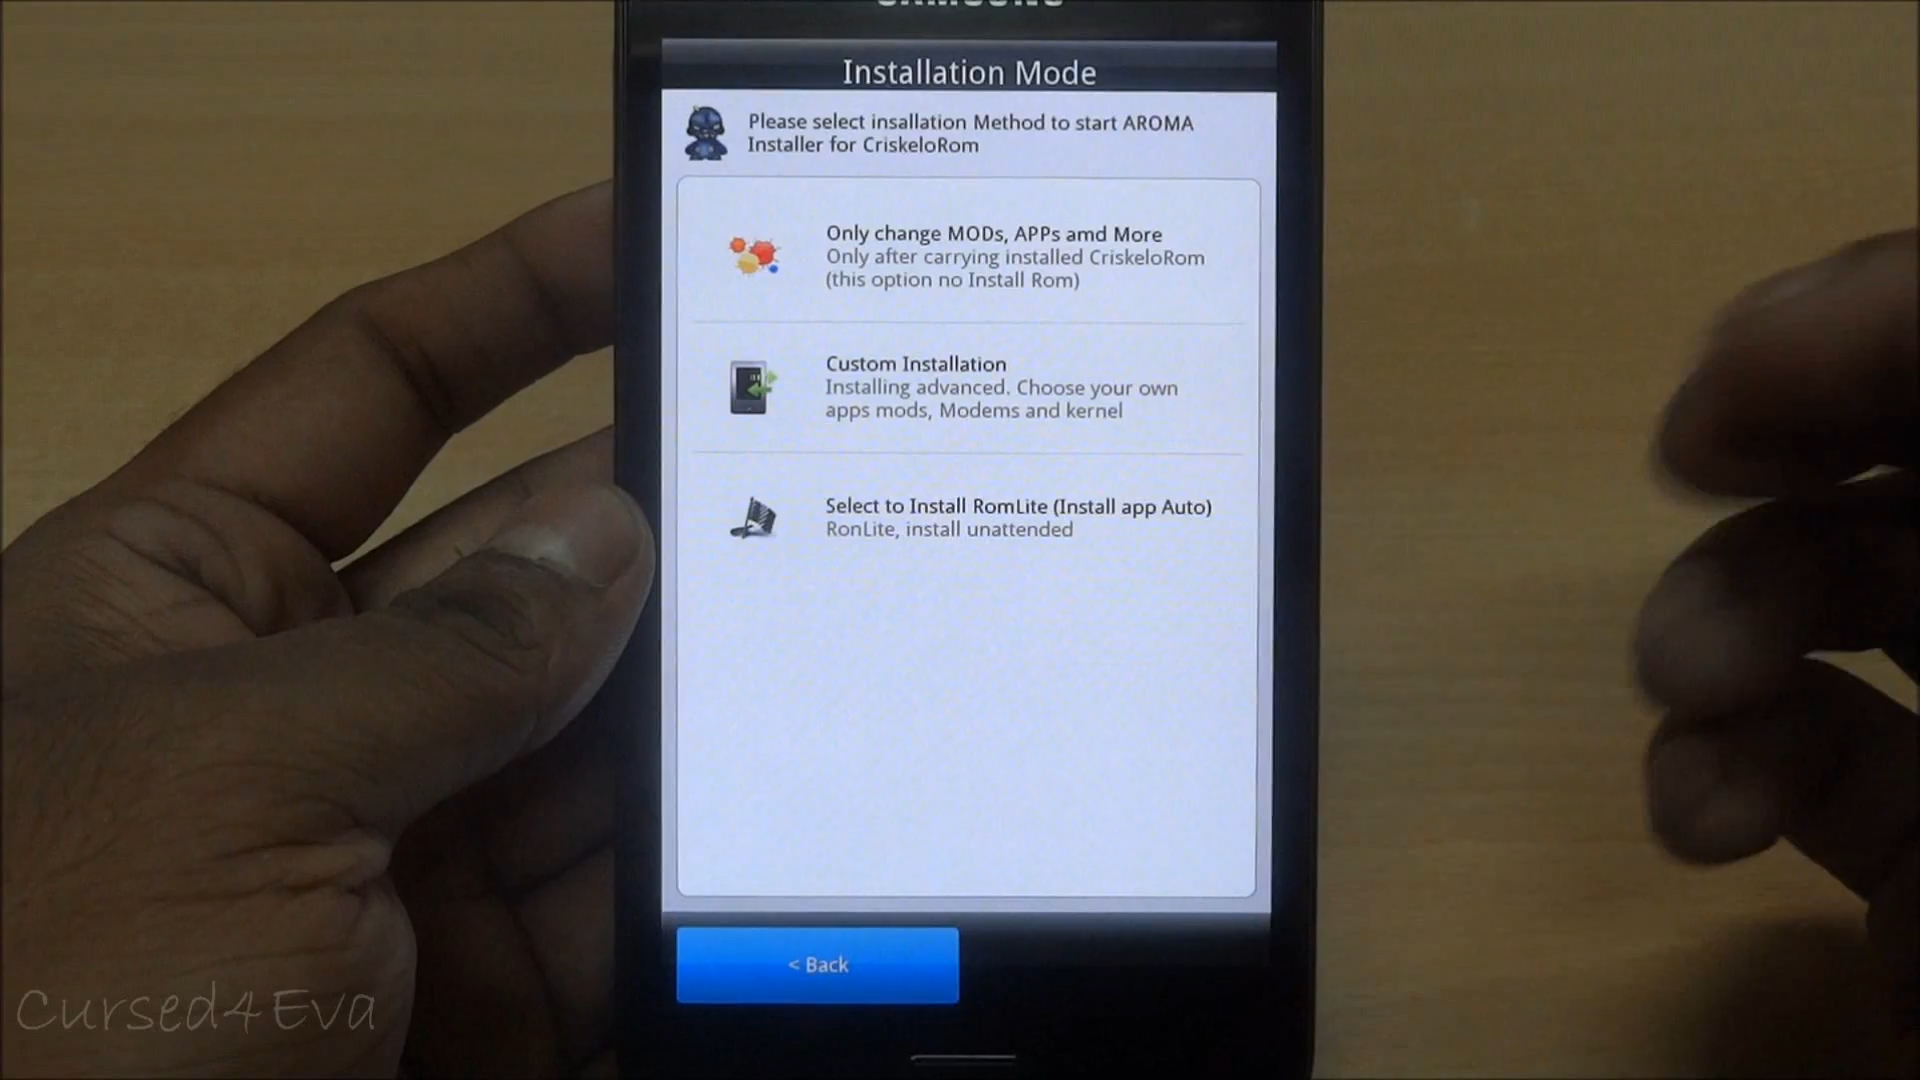 SAMSUNG
Installation Mode
Please select insallation Method to start AROMA
Installer for CriskeloRom
Only change MODs, APPs amd More
Only after carrying installed CriskeloRom
(this option no Install Rom)
Custom Installation
Installing advanced. Choose your own
apps mods, Modems and kernel
Select to Install RomLite (Install app Auto)
RonLite, install unattended
< Back
Cursed4Eva